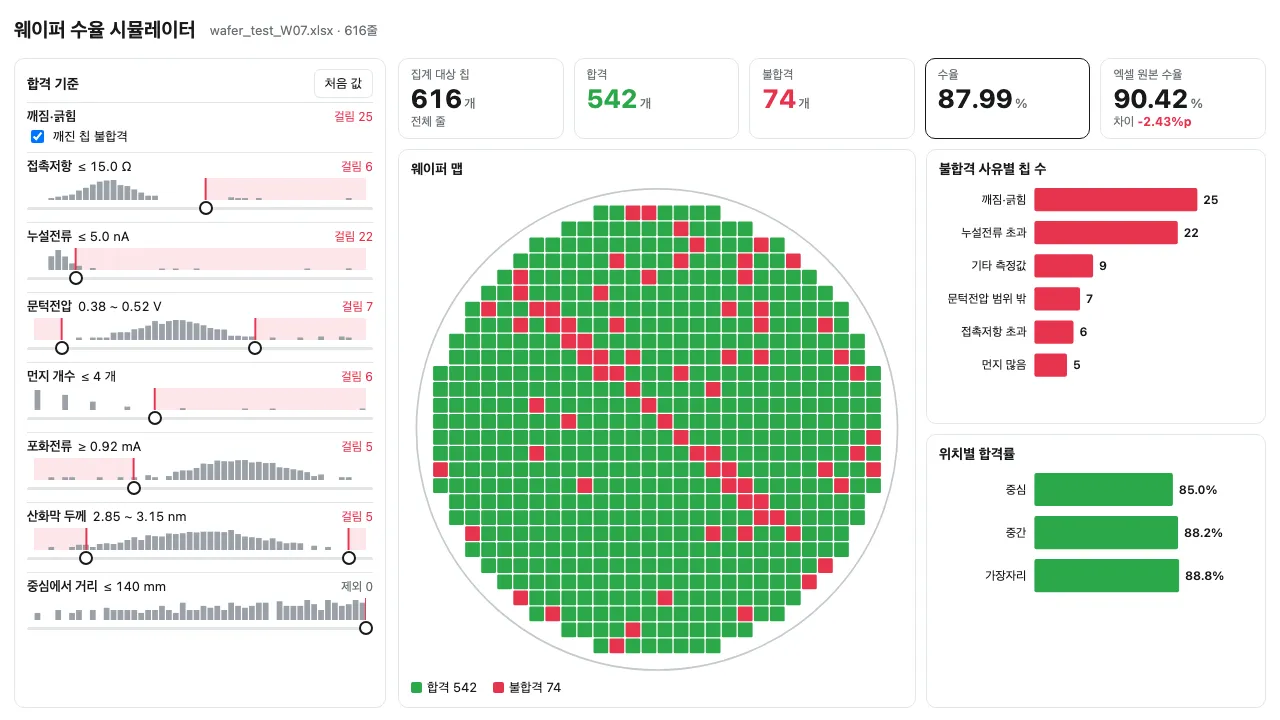 웨이퍼 수율 시뮬레이터 wafer_test_W07.xlsx · 616줄
합격 기준 처음 값
깨짐·긁힘 걸림 25
깨진 칩 불합격
접촉저항 ≤ 15.0 Ω 걸림 6
누설전류 ≤ 5.0 nA 걸림 22
문턱전압 0.38 ~ 0.52 V 걸림 7
먼지 개수 ≤ 4 개 걸림 6
포화전류 ≥ 0.92 mA 걸림 5
산화막 두께 2.85 ~ 3.15 nm 걸림 5
중심에서 거리 ≤ 140 mm 제외 0
집계 대상 칩
616 개
전체 줄
합격
542 개
불합격
74 개
수율
87.99 %
엑셀 원본 수율
90.42 %
차이 -2.43%p
웨이퍼 맵
합격 542 불합격 74
불합격 사유별 칩 수
깨짐·긁힘 25
누설전류 초과 22
기타 측정값 9
문턱전압 범위 밖 7
접촉저항 초과 6
먼지 많음 5
위치별 합격률
중심 85.0%
중간 88.2%
가장자리 88.8%